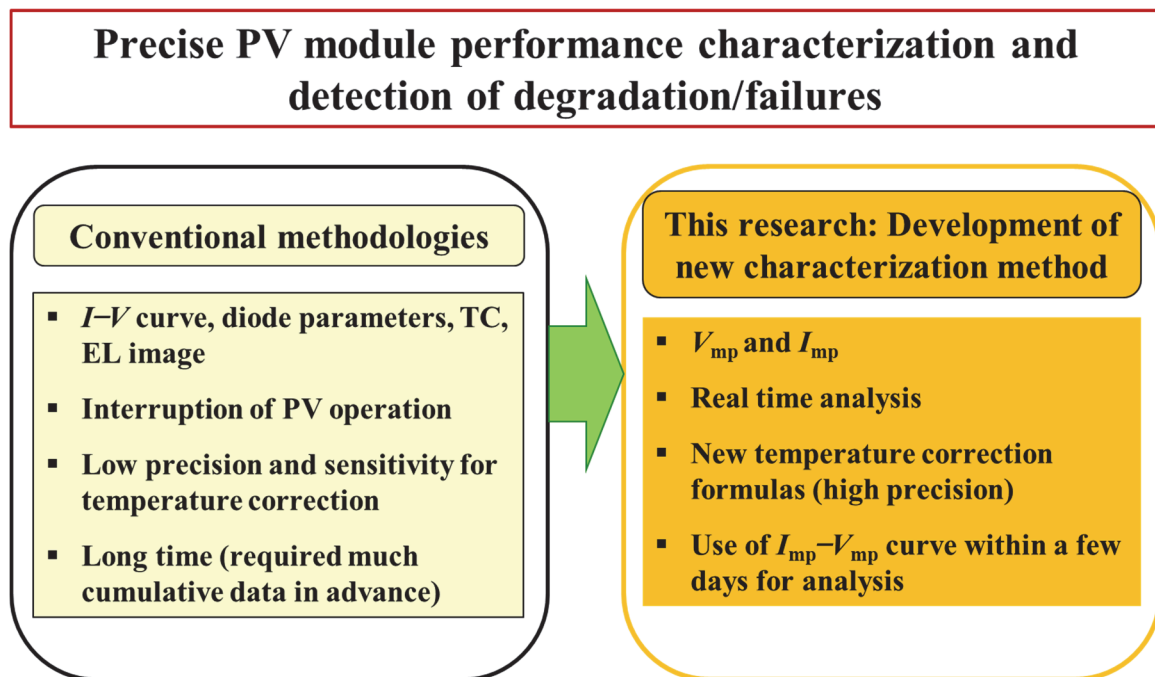 Precise PV module performance characterization and
detection of degradation/failures
Conventional methodologies
▪ I–V curve, diode parameters, TC,
EL image
▪ Interruption of PV operation
▪ Low precision and sensitivity for
temperature correction
▪ Long time (required much
cumulative data in advance)
This research: Development of
new characterization method
▪ Vmp and Imp
▪ Real time analysis
▪ New temperature correction
formulas (high precision)
▪ Use of Imp–Vmp curve within a few
days for analysis